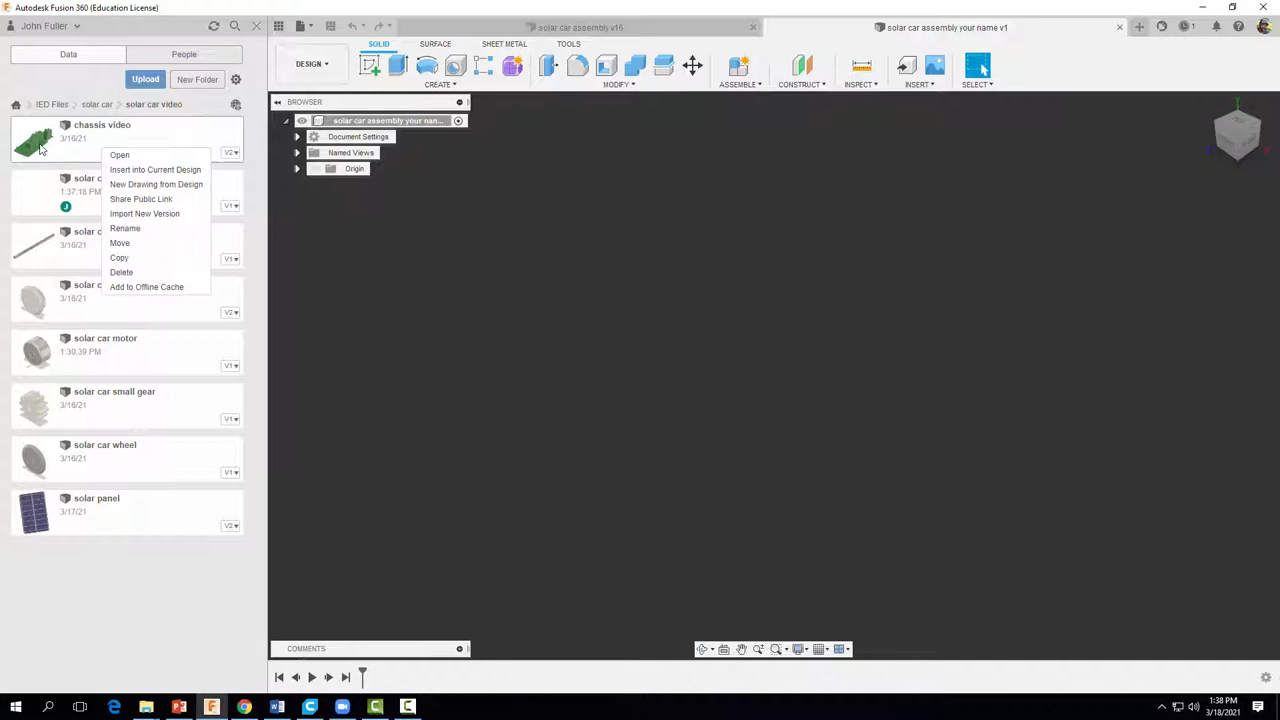 Autodesk Fusion 360 (Education License)
John Fuller
solar car assembly v16
solar car assembly your name v1
1
Data
People
Upload
New Folder
IED Files
solar car
solar car video
DESIGN
SOLID
SURFACE
SHEET METAL
TOOLS
CREATE
MODIFY
ASSEMBLE
CONSTRUCT
INSPECT
INSERT
SELECT
BROWSER
solar car assembly your nam...
Document Settings
Named Views
Origin
chassis video
3/16/21
V2
Open
Insert into Current Design
New Drawing from Design
Share Public Link
Import New Version
Rename
Move
Copy
Delete
Add to Offline Cache
solar c
1:37:18 PM
J
V1
solar c
3/16/21
V1
solar c
3/16/21
V2
solar car motor
1:30:39 PM
V1
solar car small gear
3/16/21
V1
solar car wheel
3/16/21
V1
solar panel
3/17/21
V2
COMMENTS
1:38 PM
3/18/2021